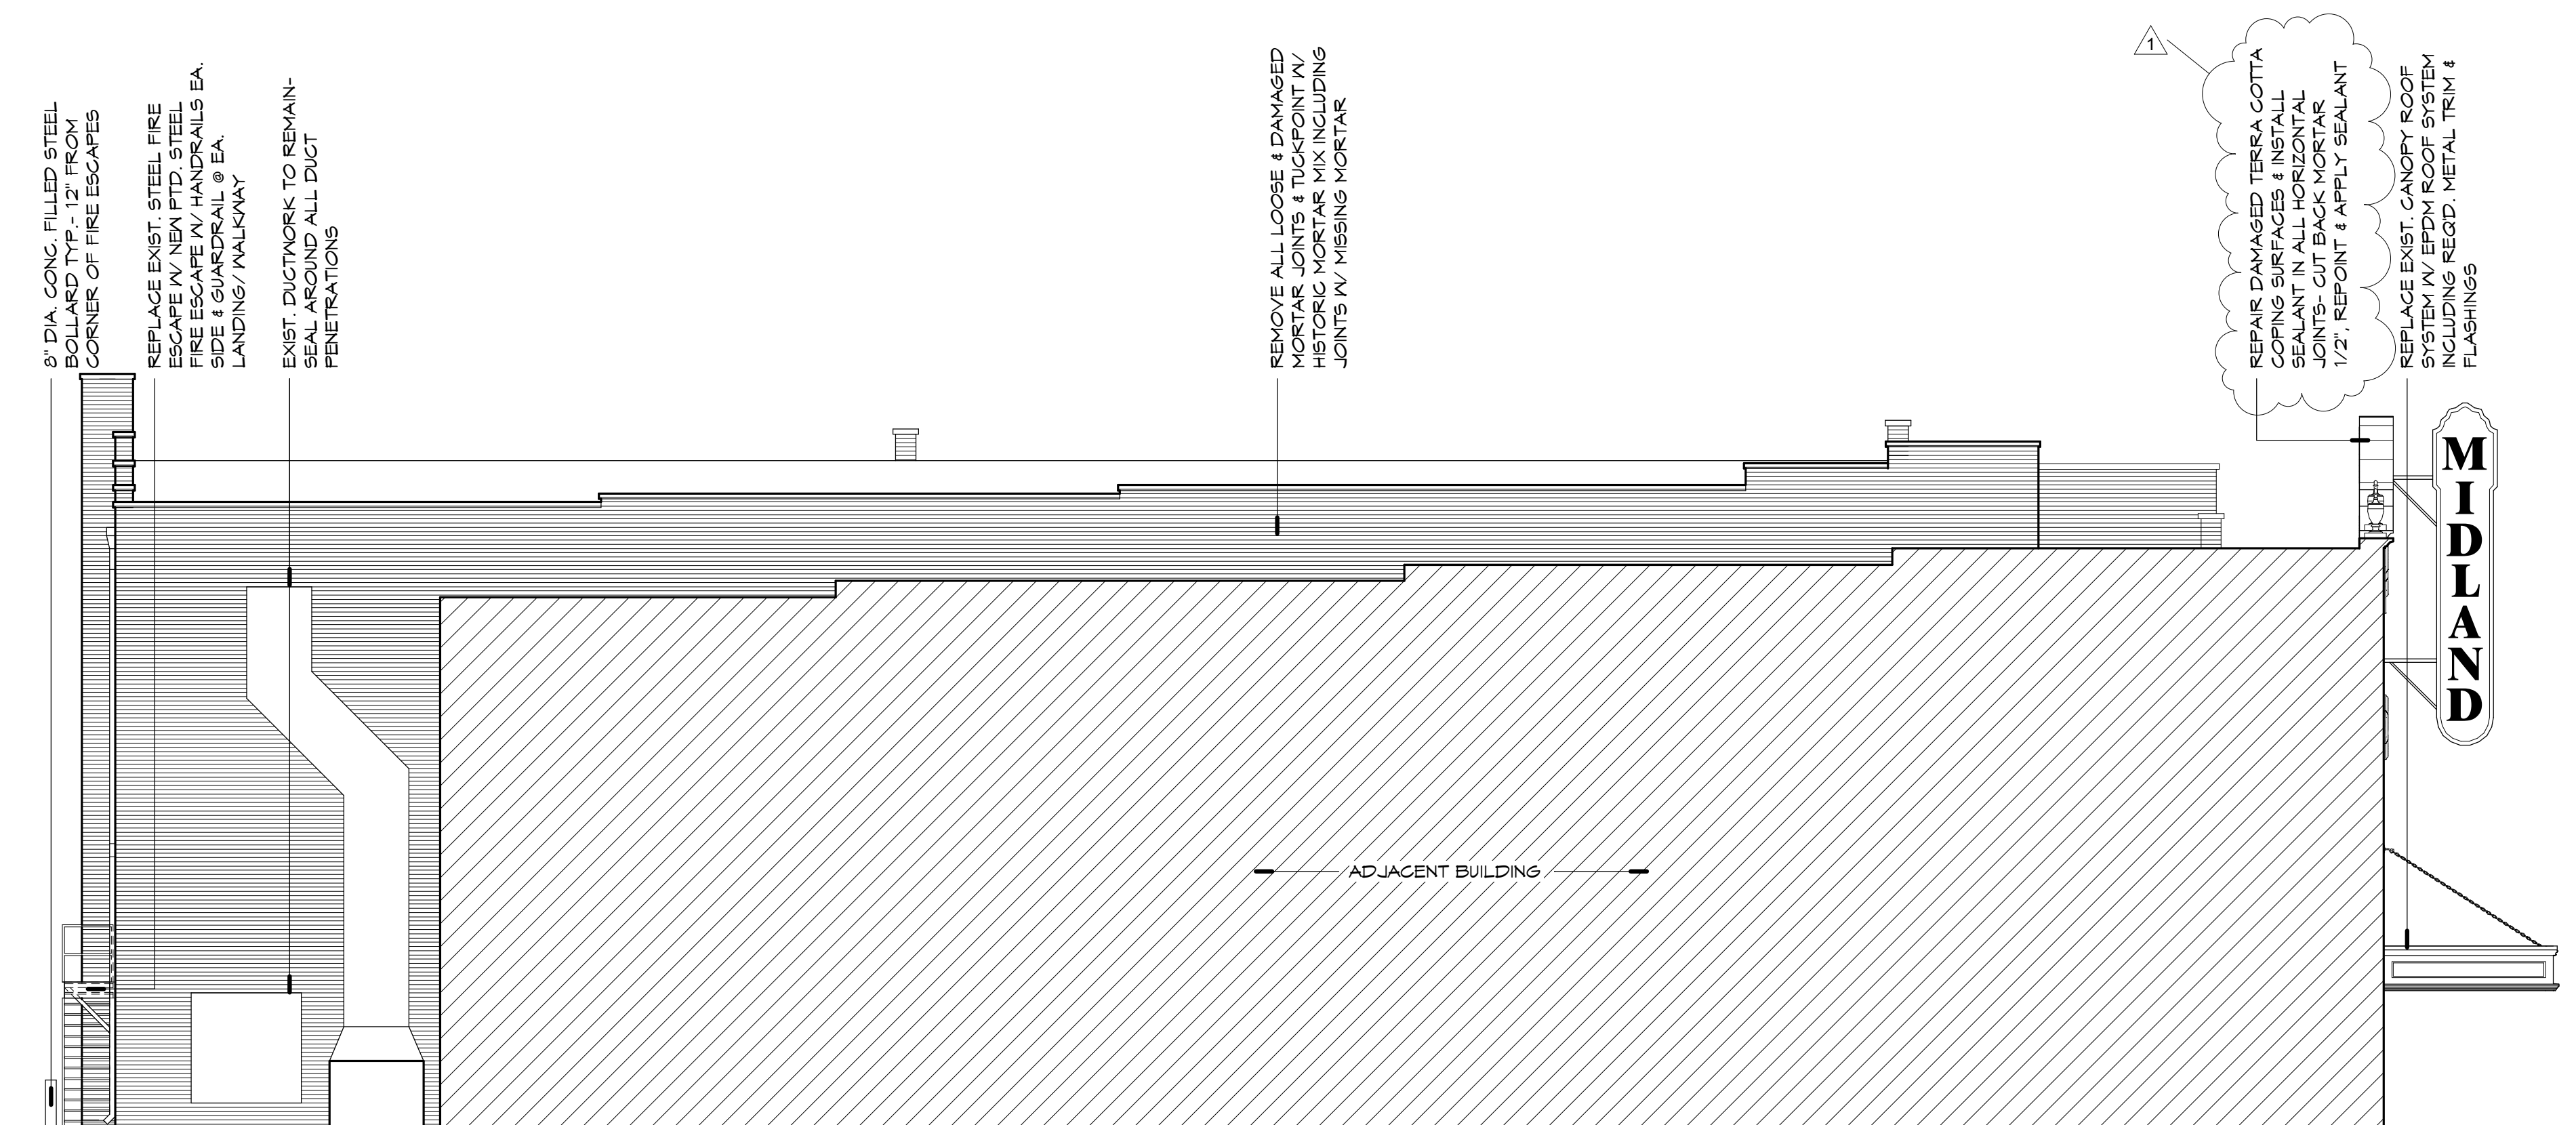 8" DIA. CONC. FILLED STEEL
BOLLARD TYP.- 12" FROM
CORNER OF FIRE ESCAPES
REPLACE EXIST. STEEL FIRE
ESCAPE W/ NEW PTD. STEEL
FIRE ESCAPE W/ HANDRAILS EA.
SIDE & GUARDRAIL @ EA.
LANDING/ WALKWAY
EXIST. DUCTWORK TO REMAIN-
SEAL AROUND ALL DUCT
PENETRATIONS
REMOVE ALL LOOSE & DAMAGED
MORTAR JOINTS & TUCKPOINT W/
HISTORIC MORTAR MIX INCLUDING
JOINTS W/ MISSING MORTAR
1
REPAIR DAMAGED TERRA COTTA
COPING SURFACES & INSTALL
SEALANT IN ALL HORIZONTAL
JOINTS- CUT BACK MORTAR
1/2", REPOINT & APPLY SEALANT
REPLACE EXIST. CANOPY ROOF
SYSTEM W/ EPDM ROOF SYSTEM
INCLUDING REQ'D. METAL TRIM &
FLASHINGS
MIDLAND
ADJACENT BUILDING